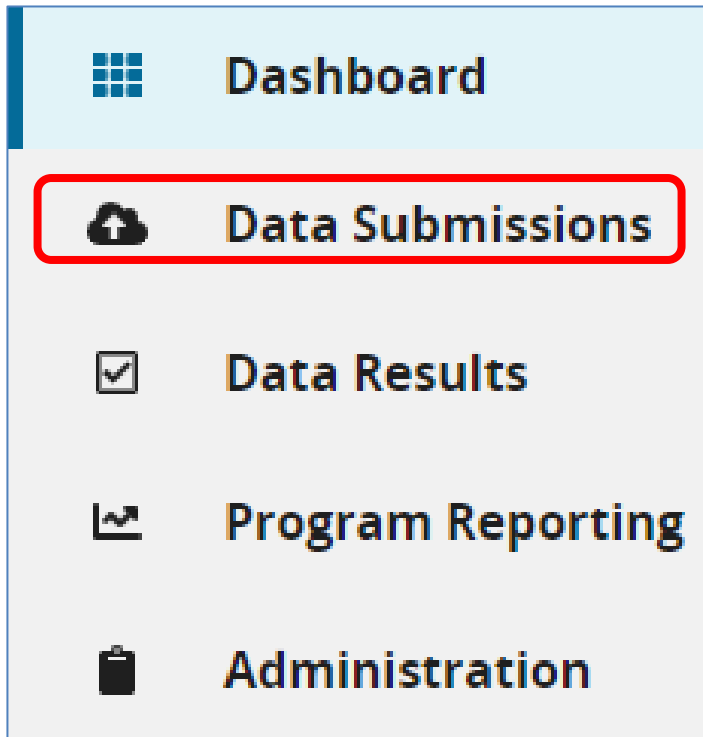 Dashboard
Data Submissions
Data Results
Program Reporting
Administration